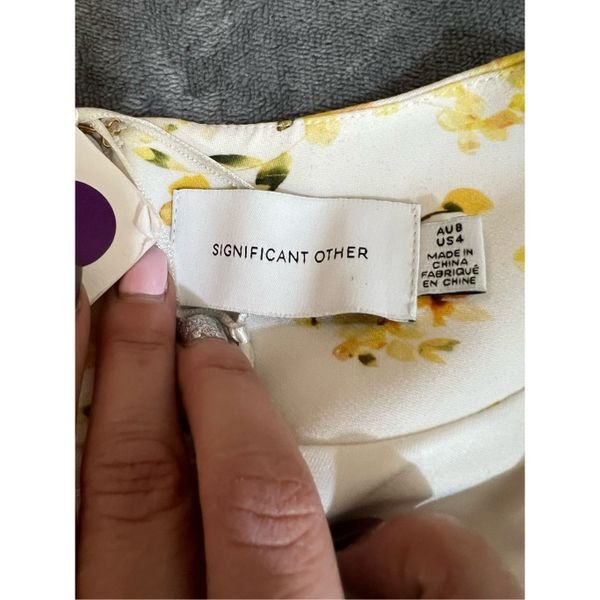 SIGNIFICANT OTHER
AU8
US4
MADE IN
CHINA
FABRIQUÉ
EN CHINE